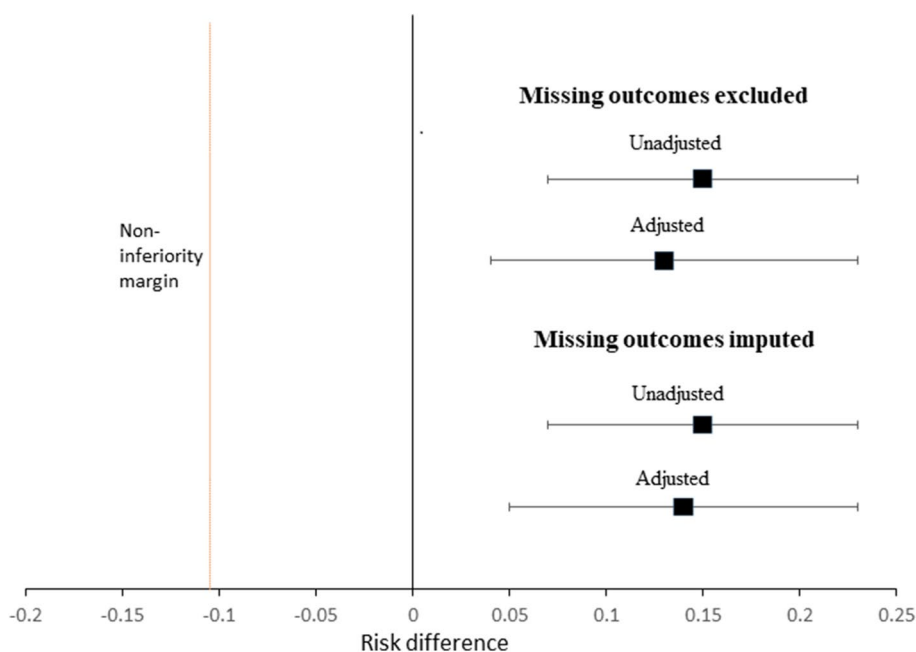 Missing outcomes excluded
Unadjusted
Adjusted
Non-
inferiority
margin
Missing outcomes imputed
Unadjusted
Adjusted
-0.2 -0.15 -0.1 -0.05 0 0.05 0.1 0.15 0.2 0.25
Risk difference